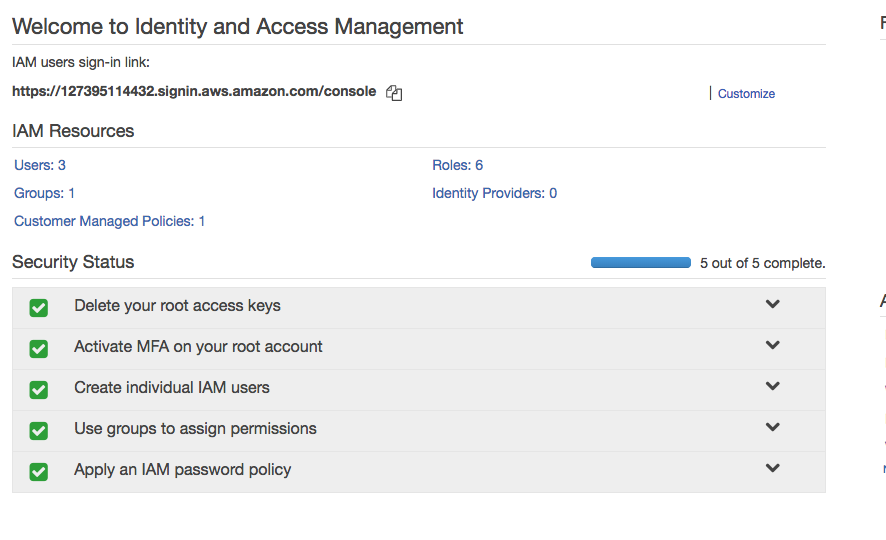 Welcome to Identity and Access Management
IAM users sign-in link:
https://127395114432.signin.aws.amazon.com/console
| Customize
IAM Resources
Users: 3
Roles: 6
Groups: 1
Identity Providers: 0
Customer Managed Policies: 1
Security Status
5 out of 5 complete.
Delete your root access keys
Activate MFA on your root account
Create individual IAM users
Use groups to assign permissions
Apply an IAM password policy